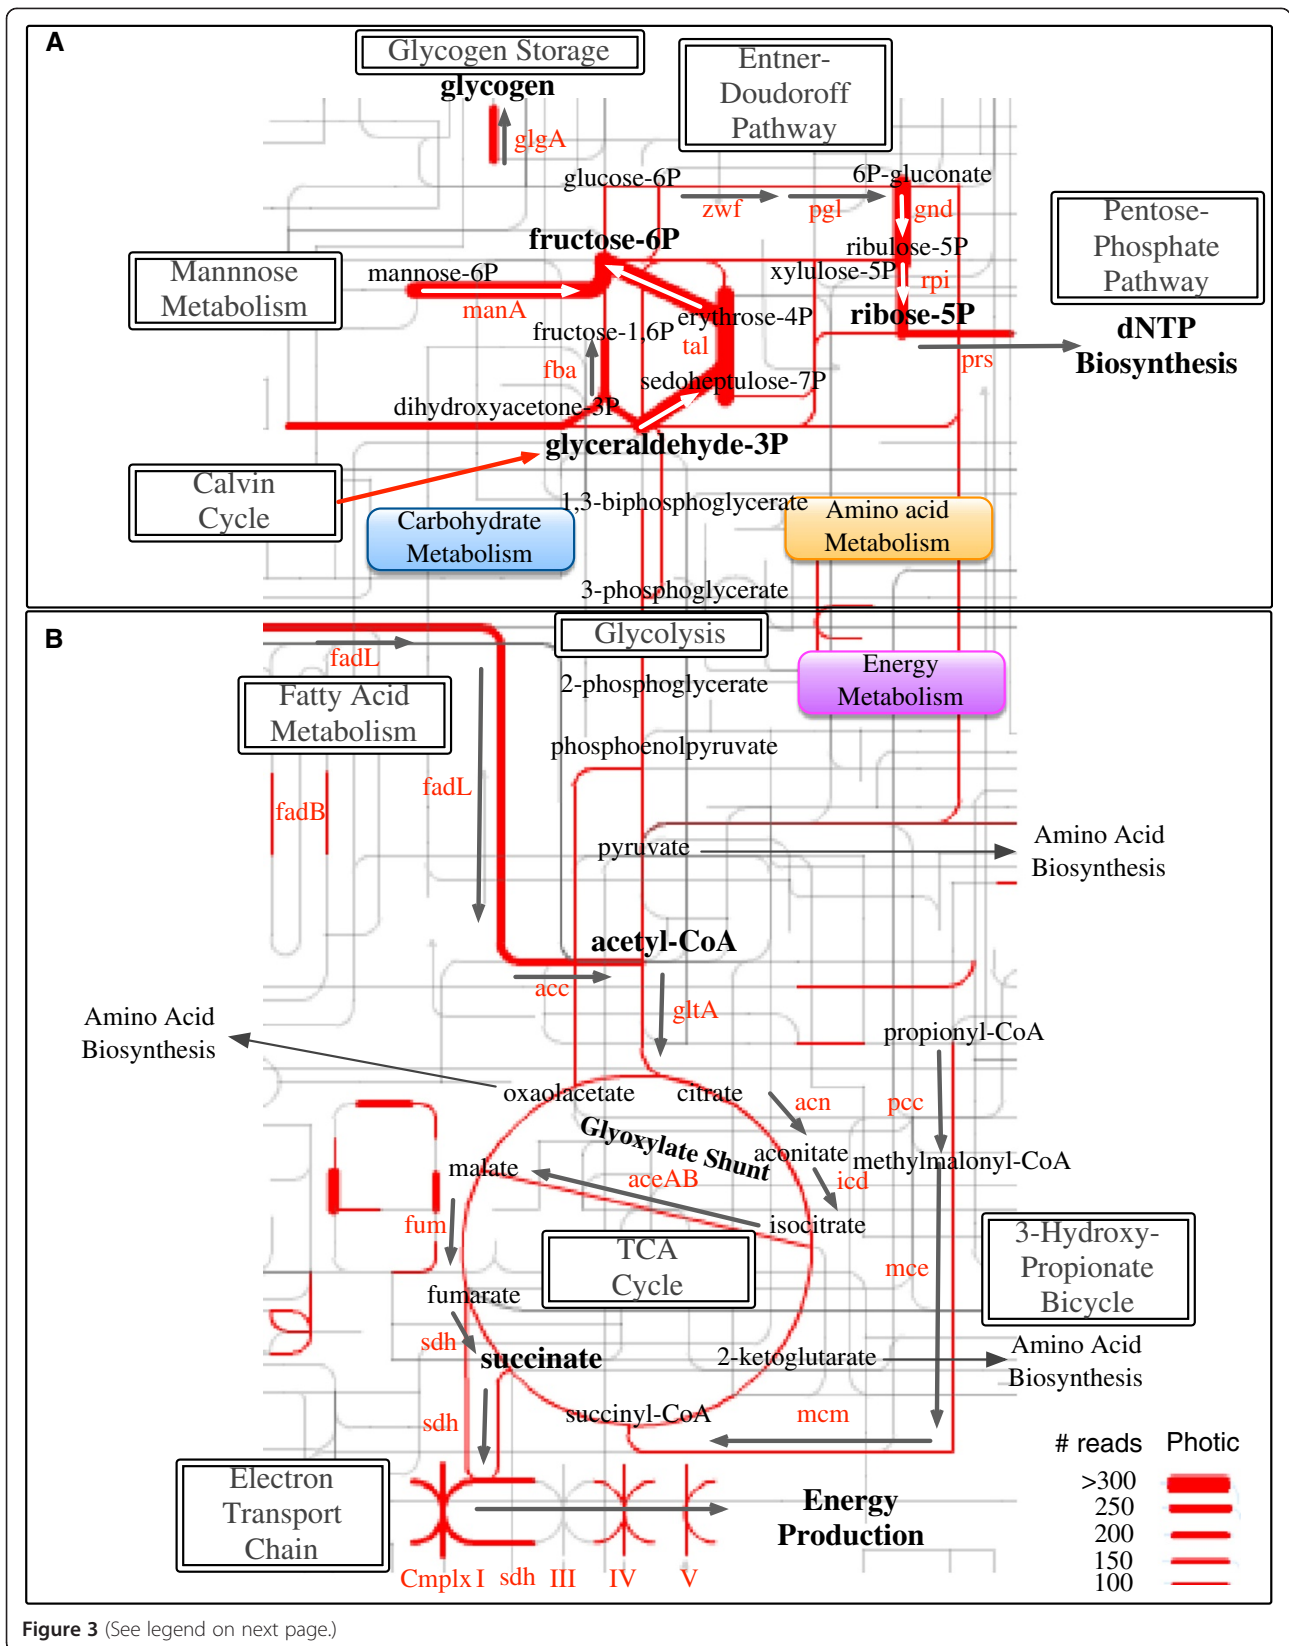 A
Glycogen Storage
glycogen
glgA
Entner-
Doudoroff
Pathway
glucose-6P
6P-gluconate
zwf
pgl
gnd
Pentose-
Phosphate
Pathway
fructose-6P
ribulose-5P
Mannnose
Metabolism
mannose-6P
xylulose-5P
rpi
manA
erythrose-4P
ribose-5P
dNTP
Biosynthesis
fructose-1,6P
tal
prs
fba
sedoheptulose-7P
dihydroxyacetone-3P
glyceraldehyde-3P
Calvin
Cycle
1,3-biphosphoglycerate
Carbohydrate
Metabolism
Amino acid
Metabolism
3-phosphoglycerate
B
Glycolysis
fadL
Fatty Acid
Metabolism
2-phosphoglycerate
Energy
Metabolism
phosphoenolpyruvate
fadL
fadB
pyruvate
Amino Acid
Biosynthesis
acetyl-CoA
acc
gltA
Amino Acid
Biosynthesis
propionyl-CoA
oxaolacetate
citrate
acn
pcc
Glyoxylate Shunt
aconitate
methylmalonyl-CoA
malate
aceAB
icd
fum
isocitrate
TCA
Cycle
3-Hydroxy-
Propionate
Bicycle
mce
fumarate
sdh
succinate
2-ketoglutarate
Amino Acid
Biosynthesis
sdh
succinyl-CoA
mcm
# reads Photic
>300
250
200
150
100
Electron
Transport
Chain
Energy
Production
Cmplx I sdh III IV V
Figure 3 (See legend on next page.)